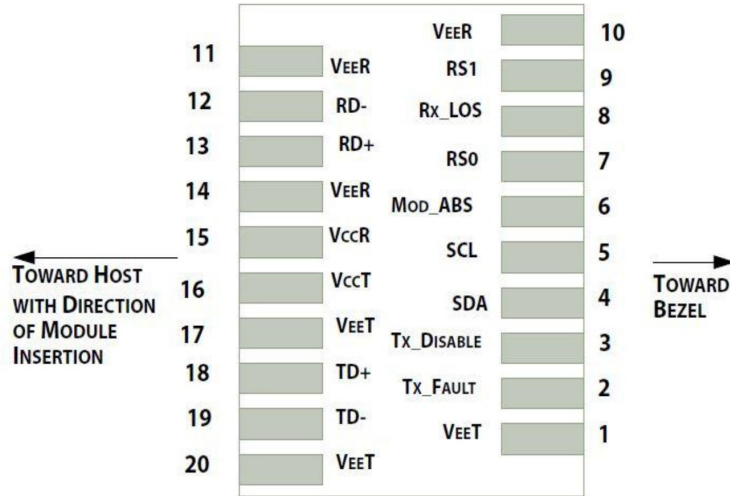 11 VEER
12 RD-
13 RD+
14 VEER
15 VCCR
16 VCCT
17 VEET
18 TD+
19 TD-
20 VEET
VEER 10
RS1 9
RX_LOS 8
RS0 7
MOD_ABS 6
SCL 5
SDA 4
TX_DISABLE 3
TX_FAULT 2
VEET 1
TOWARD HOST
WITH DIRECTION
OF MODULE
INSERTION
TOWARD
BEZEL